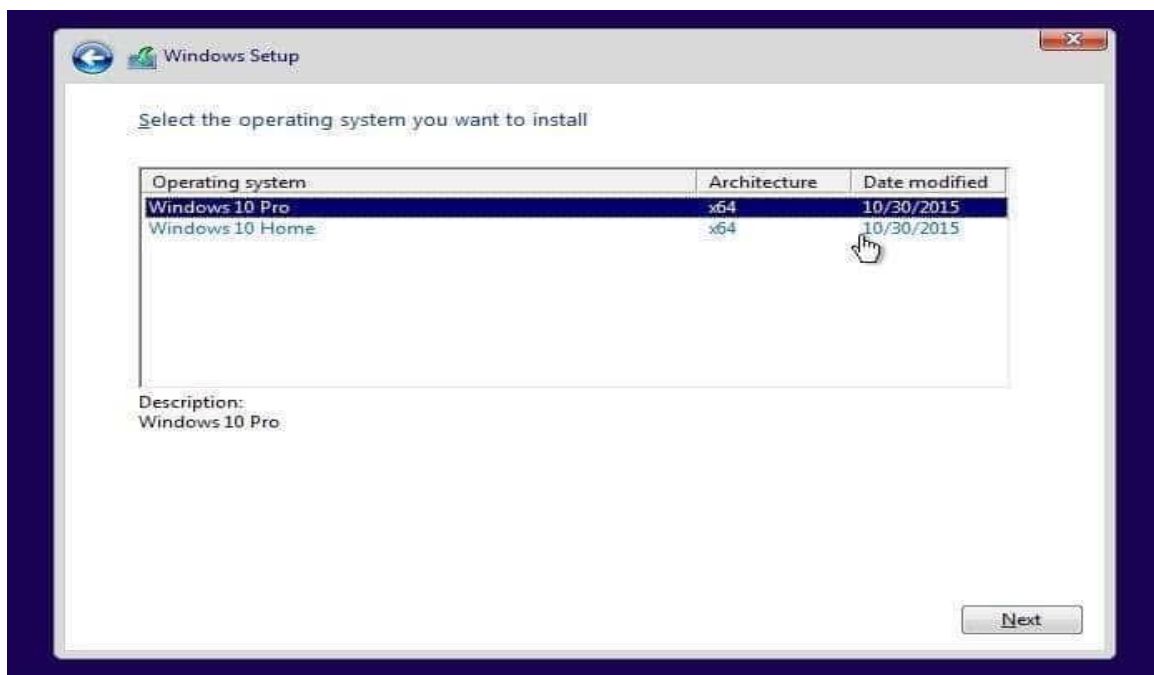 Windows Setup
Select the operating system you want to install
Operating system Architecture Date modified
Windows 10 Pro x64 10/30/2015
Windows 10 Home x64 10/30/2015
Description:
Windows 10 Pro
Next